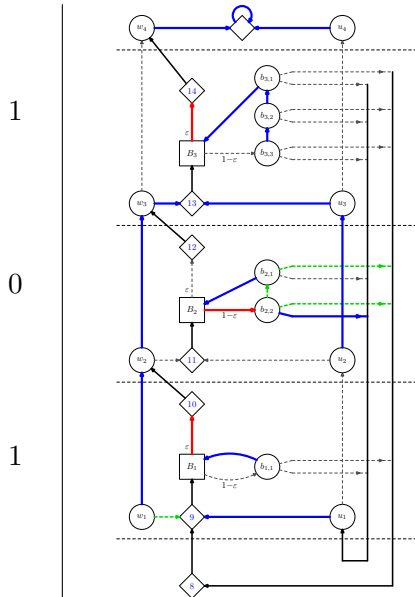 w₄ u₄
14 b₃,₁
1 b₃,₂
ε
B₃ 1−ε b₃,₃
w₃ 13 u₃
12
0 b₂,₁
ε
B₂ 1−ε b₂,₂
w₂ 11 u₂
10
ε
1 B₁ 1−ε b₁,₁
w₁ 9 u₁
8